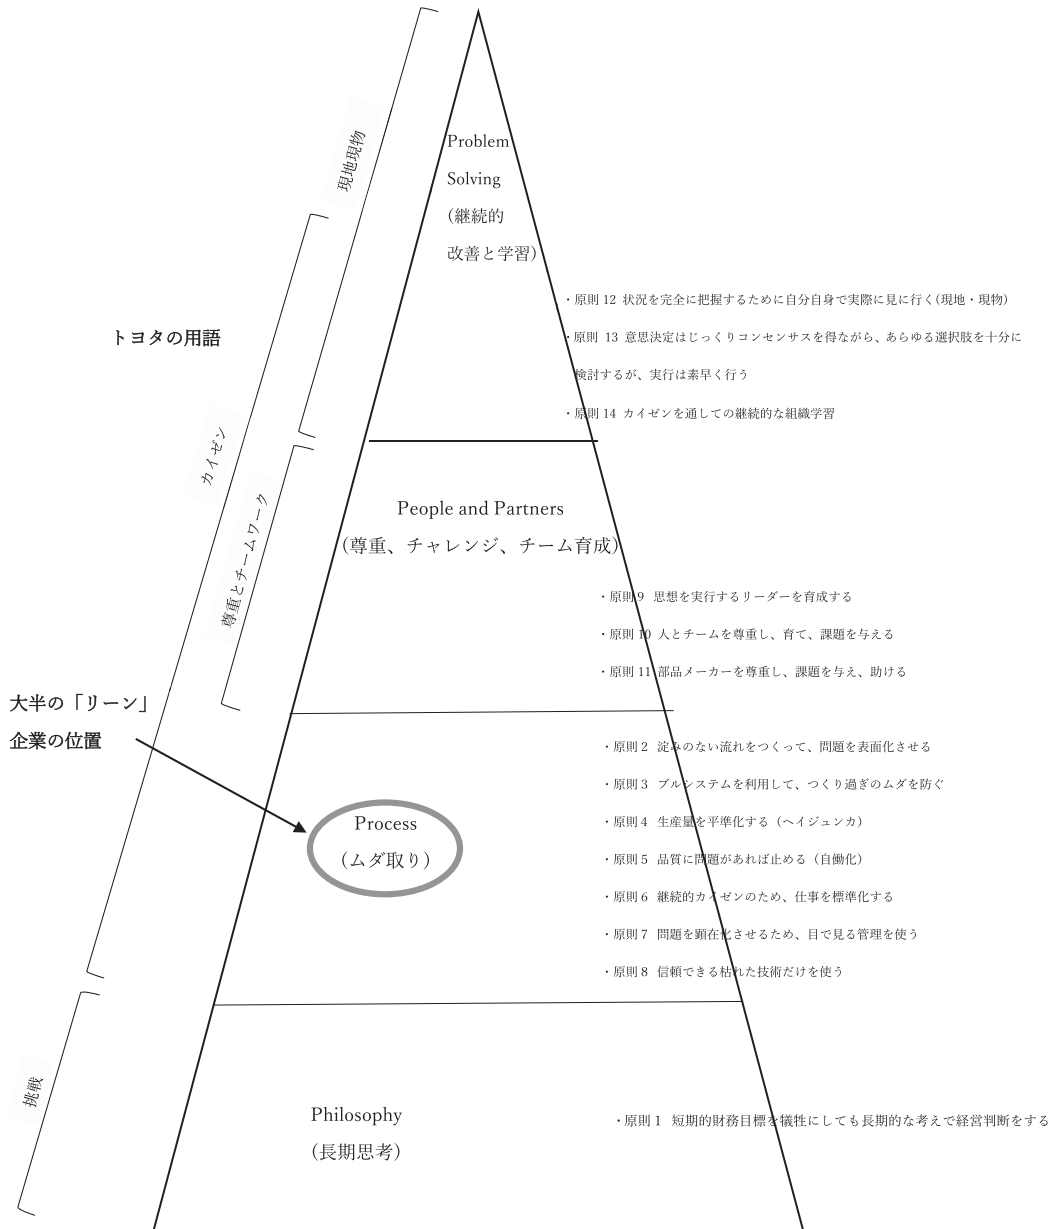 現地現物
Problem
Solving
(継続的
改善と学習)
・原則 12 状況を完全に把握するために自分自身で実際に見に行く(現地・現物)
・原則 13 意思決定はじっくりコンセンサスを得ながら、あらゆる選択肢を十分に
検討するが、実行は素早く行う
・原則 14 カイゼンを通しての継続的な組織学習
トヨタの用語
カイゼン
尊重とチームワーク
People and Partners
(尊重、チャレンジ、チーム育成)
・原則 9 思想を実行するリーダーを育成する
・原則 10 人とチームを尊重し、育て、課題を与える
・原則 11 部品メーカーを尊重し、課題を与え、助ける
大半の「リーン」
企業の位置
Process
(ムダ取り)
・原則 2 淀みのない流れをつくって、問題を表面化させる
・原則 3 プルシステムを利用して、つくり過ぎのムダを防ぐ
・原則 4 生産量を平準化する(ヘイジュンカ)
・原則 5 品質に問題があれば止める(自働化)
・原則 6 継続的カイゼンのため、仕事を標準化する
・原則 7 問題を顕在化させるため、目で見る管理を使う
・原則 8 信頼できる枯れた技術だけを使う
挑戦
Philosophy
(長期思考)
・原則 1 短期的財務目標を犠牲にしても長期的な考えで経営判断をする